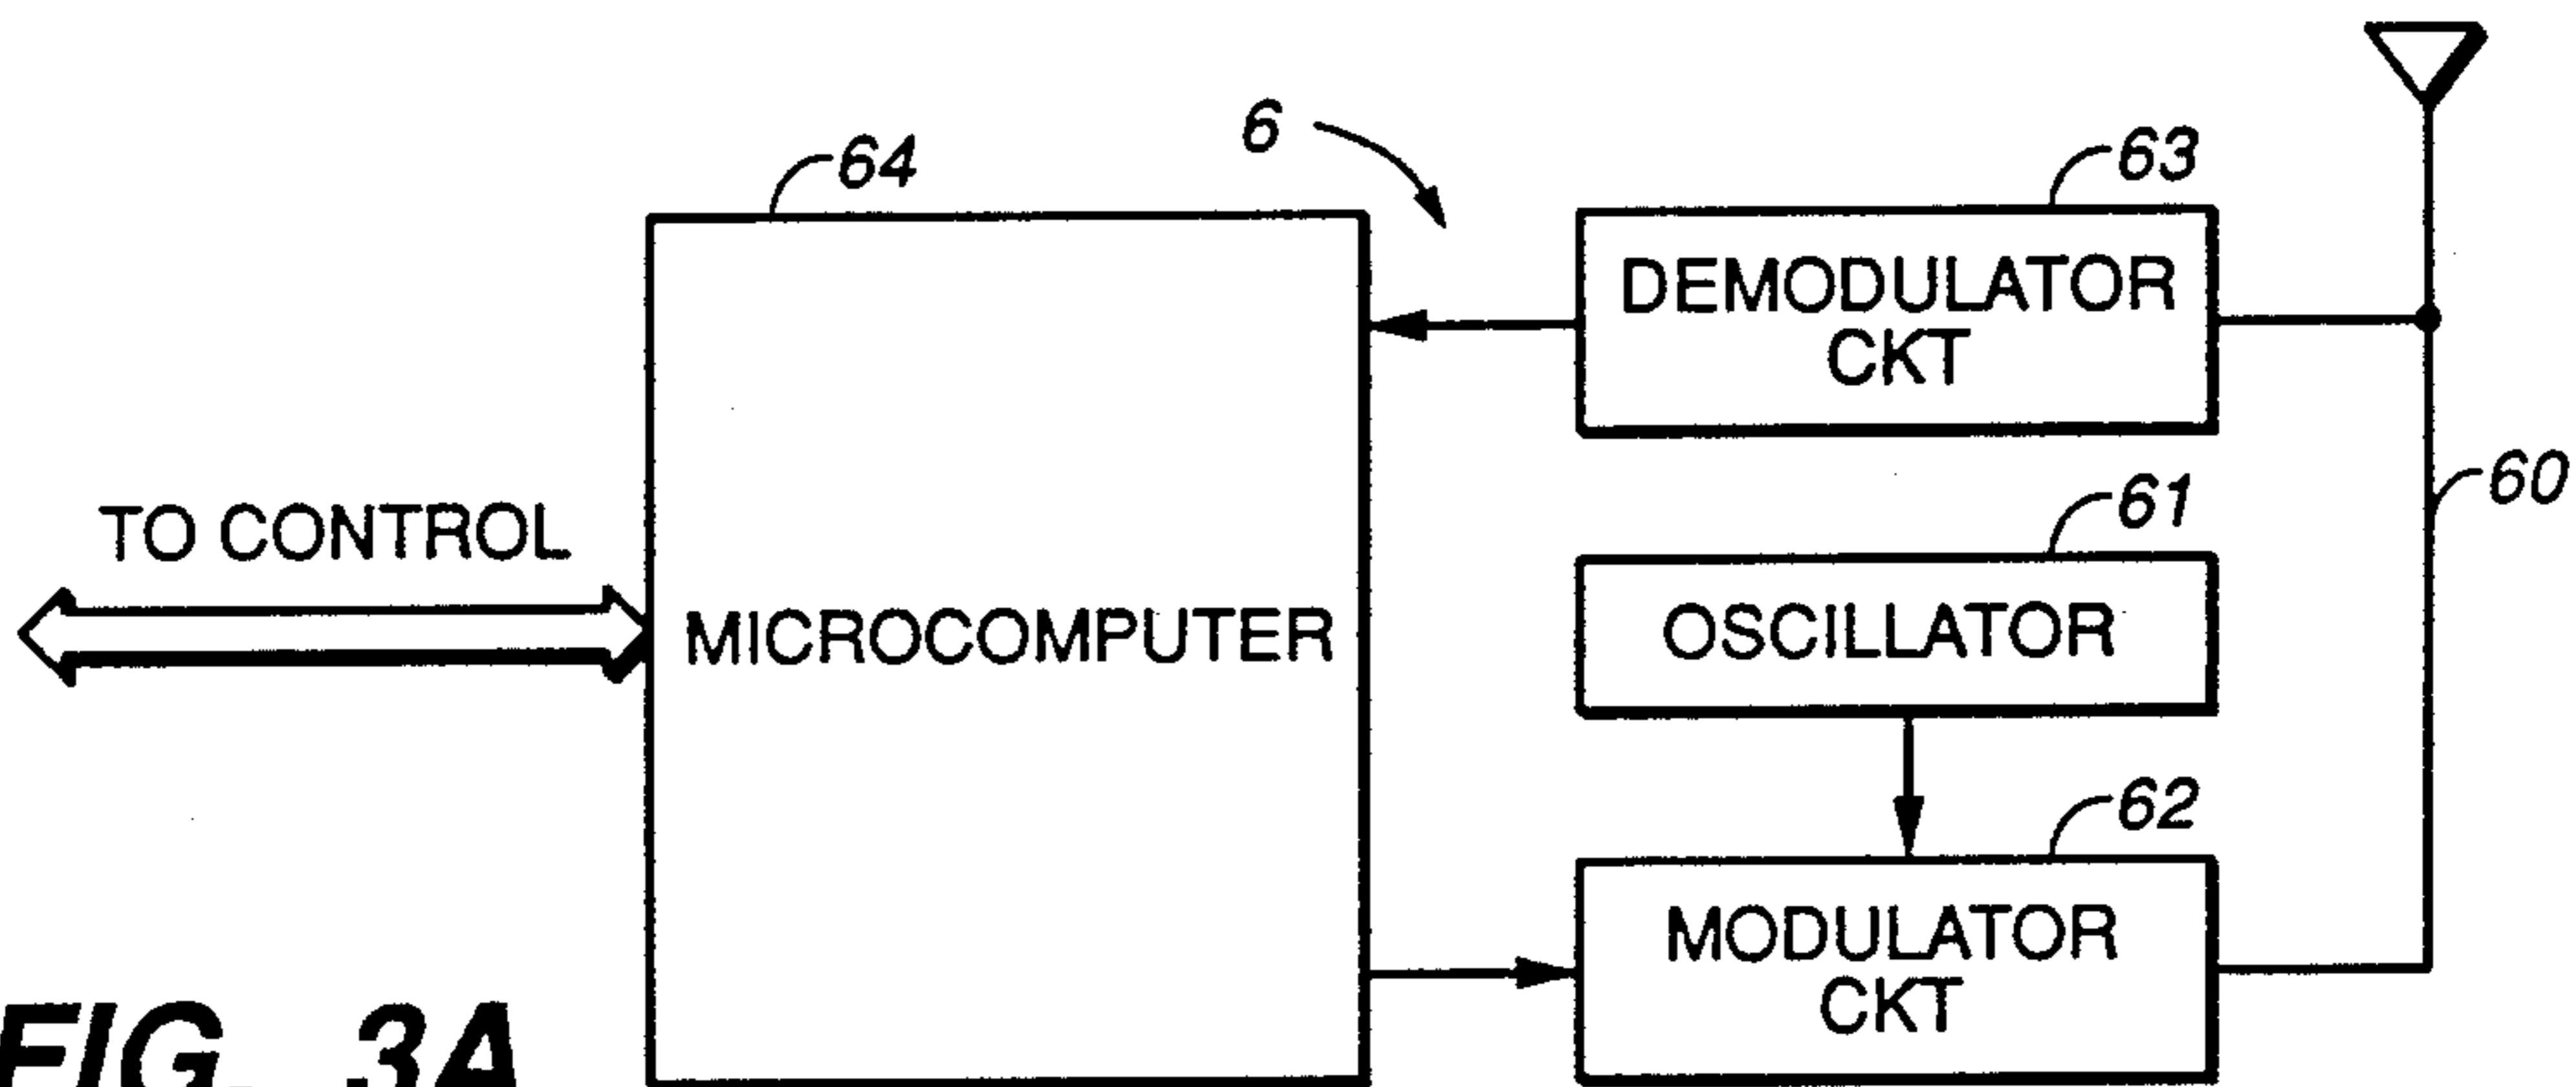 6
64
63
DEMODULATOR
CKT
60
TO CONTROL
61
MICROCOMPUTER
OSCILLATOR
62
MODULATOR
CKT
FIG. 3A